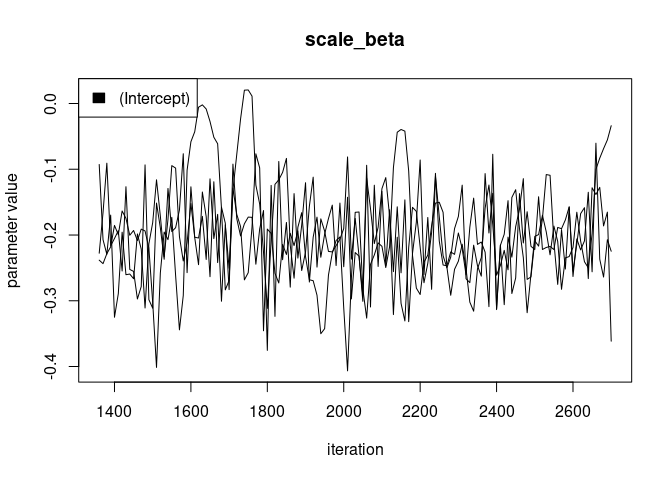 scale_beta
(Intercept)
0.0
-0.1
-0.2
-0.3
-0.4
parameter value
1400 1600 1800 2000 2200 2400 2600
iteration